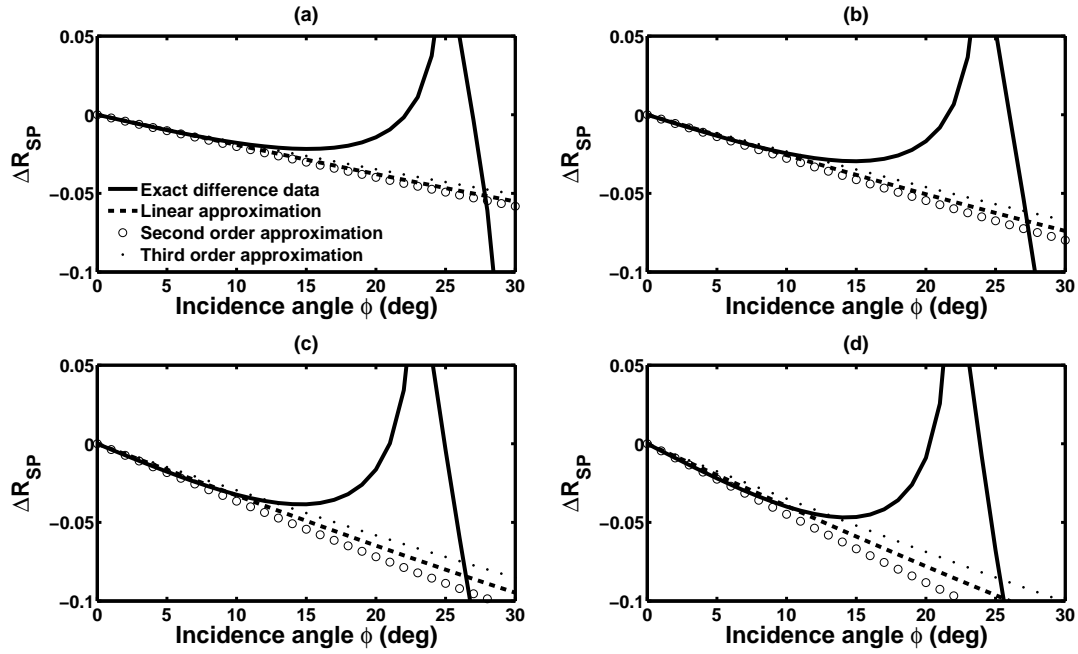 (a)
0.05
0
−0.05
−0.1
ΔR_SP
Exact difference data
Linear approximation
Second order approximation
Third order approximation
0 5 10 15 20 25 30
Incidence angle ϕ (deg)
(b)
0.05
0
−0.05
−0.1
ΔR_SP
0 5 10 15 20 25 30
Incidence angle ϕ (deg)
(c)
0.05
0
−0.05
−0.1
ΔR_SP
0 5 10 15 20 25 30
Incidence angle ϕ (deg)
(d)
0.05
0
−0.05
−0.1
ΔR_SP
0 5 10 15 20 25 30
Incidence angle ϕ (deg)